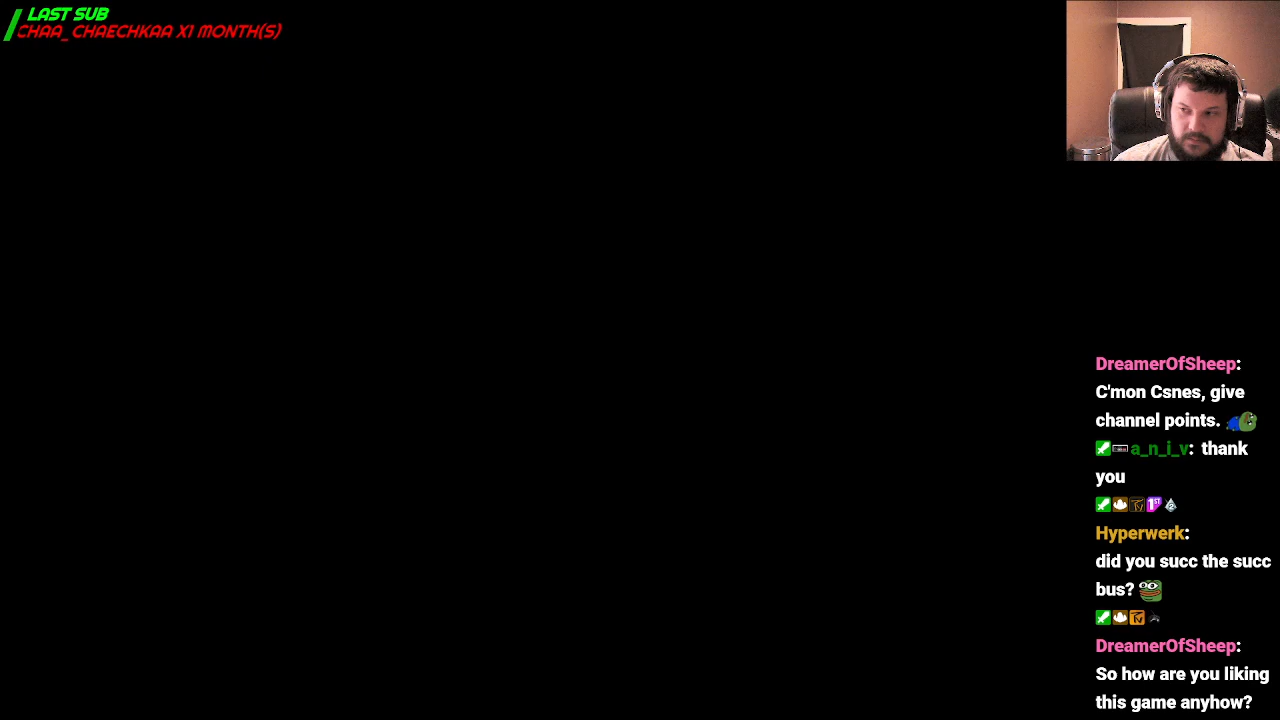 LAST SUB
CHAA_CHAECHKAA X1 MONTH(S)
DreamerOfSheep:
C'mon Csnes, give
channel points.
a_n_i_v: thank
you
Hyperwerk:
did you succ the succ
bus?
DreamerOfSheep:
So how are you liking
this game anyhow?